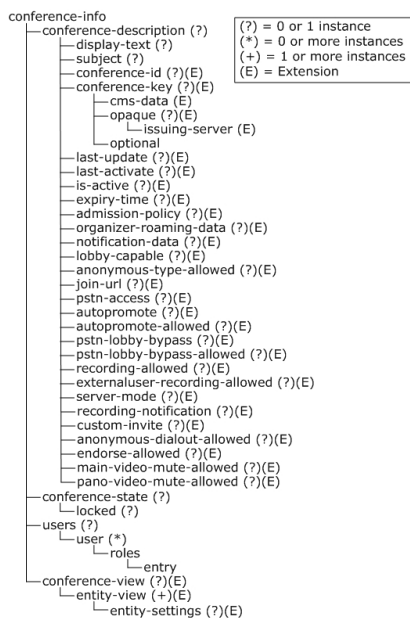 conference-info
conference-description (?)
display-text (?)
subject (?)
conference-id (?)(E)
conference-key (?)(E)
cms-data (E)
opaque (?)(E)
issuing-server (E)
optional
last-update (?)(E)
last-activate (?)(E)
is-active (?)(E)
expiry-time (?)(E)
admission-policy (?)(E)
organizer-roaming-data (?)(E)
notification-data (?)(E)
lobby-capable (?)(E)
anonymous-type-allowed (?)(E)
join-url (?)(E)
pstn-access (?)(E)
autopromote (?)(E)
autopromote-allowed (?)(E)
pstn-lobby-bypass (?)(E)
pstn-lobby-bypass-allowed (?)(E)
recording-allowed (?)(E)
externaluser-recording-allowed (?)(E)
server-mode (?)(E)
recording-notification (?)(E)
custom-invite (?)(E)
anonymous-dialout-allowed (?)(E)
endorse-allowed (?)(E)
main-video-mute-allowed (?)(E)
pano-video-mute-allowed (?)(E)
conference-state (?)
locked (?)
users (?)
user (*)
roles
entry
conference-view (?)(E)
entity-view (+)(E)
entity-settings (?)(E)
(?) = 0 or 1 instance
(*) = 0 or more instances
(+) = 1 or more instances
(E) = Extension